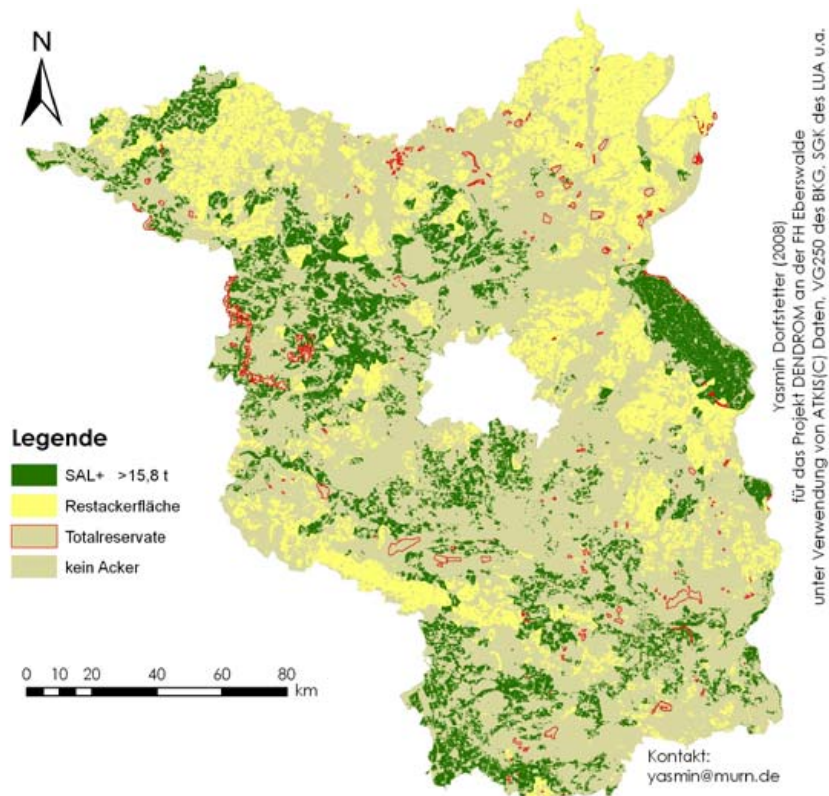 N
Legende
SAL+ >15,8 t
Restackerfläche
Totalreservate
kein Acker
0 10 20 40 60 80
km
Yasmin Dorfstetter (2008)
für das Projekt DENDROM an der FH Eberswalde
unter Verwendung von ATKIS(C) Daten, VG250 des BKG, SGK des LUA u.a.
Kontakt:
yasmin@murn.de